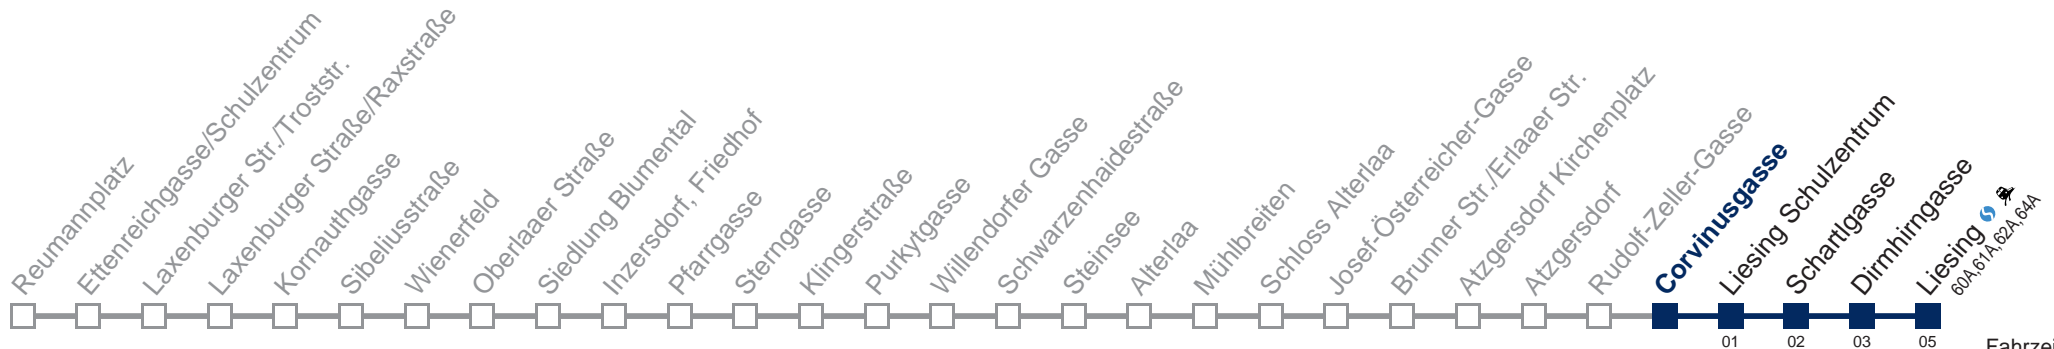 Reumannplatz
Ettenreichgasse/Schulzentrum
Laxenburger Str./Troststr.
Laxenburger Straße/Raxstraße
Kornauthgasse
Sibeliusstraße
Wienerfeld
Oberlaaer Straße
Siedlung Blumental
Inzersdorf, Friedhof
Pfarrgasse
Sterngasse
Klingerstraße
Purkytgasse
Willendorfer Gasse
Schwarzenhaidestraße
Steinsee
Alterlaa
Mühlbreiten
Schloss Alterlaa
Josef-Österreicher-Gasse
Brunner Str./Erlaaer Str.
Atzgersdorf Kirchenplatz
Atzgersdorf
Rudolf-Zeller-Gasse
Corvinusgasse
Liesing Schulzentrum
Schartlgasse
Dirmhirngasse
Liesing
60A,61A,62A,64A
01 02 03 05
Fahrzei